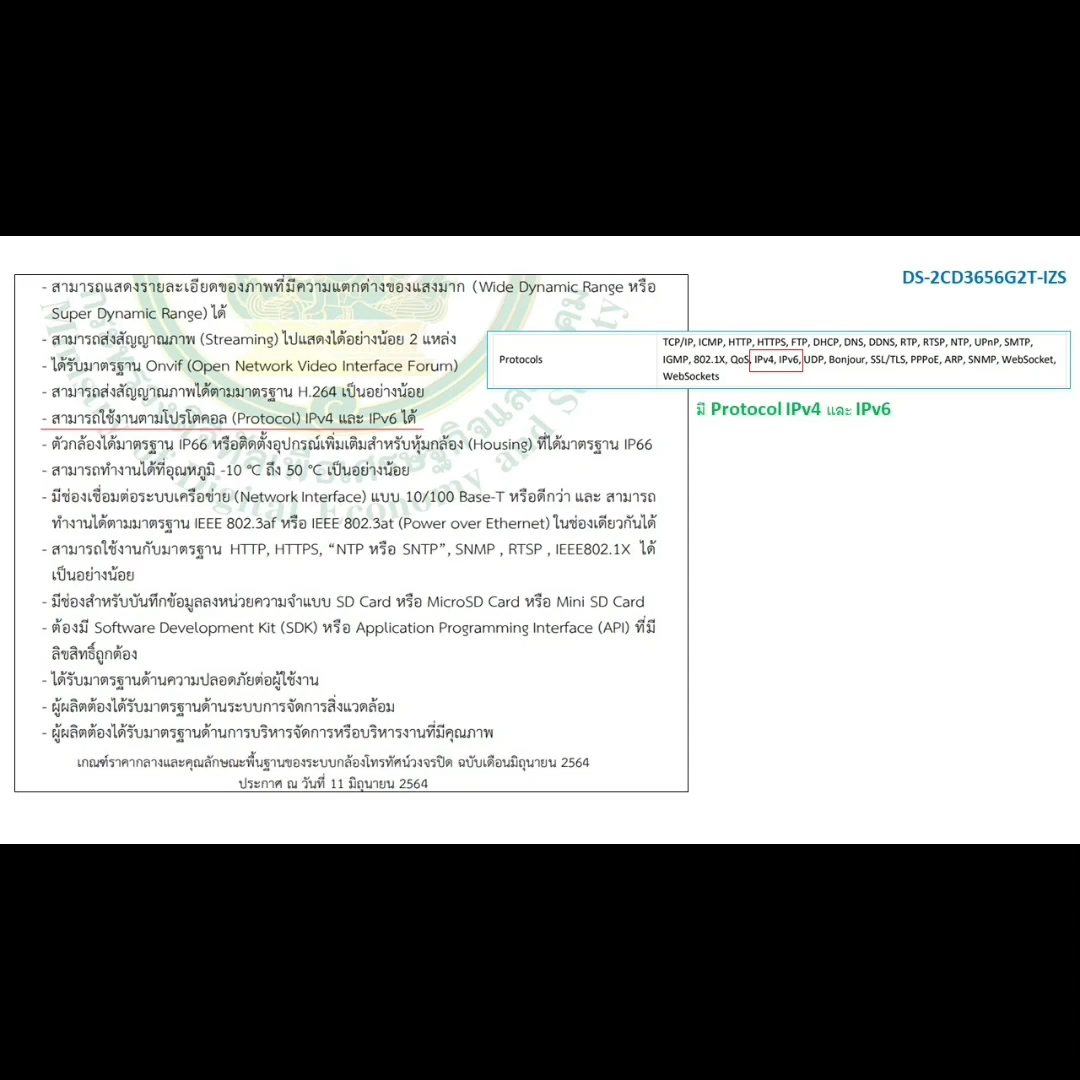 DS-2CD3656G2T-IZS
- สามารถแสดงรายละเอียดของภาพที่มีความแตกต่างของแสงมาก (Wide Dynamic Range หรือ
Super Dynamic Range) ได้
- สามารถส่งสัญญาณภาพ (Streaming) ไปแสดงได้อย่างน้อย 2 แหล่ง
- ได้รับมาตรฐาน Onvif (Open Network Video Interface Forum)
- สามารถส่งสัญญาณภาพได้ตามมาตรฐาน H.264 เป็นอย่างน้อย
- สามารถใช้งานตามโปรโตคอล (Protocol) IPv4 และ IPv6 ได้
- ตัวกล้องได้มาตรฐาน IP66 หรือติดตั้งอุปกรณ์เพิ่มเติมสำหรับหุ้มกล้อง (Housing) ที่ได้มาตรฐาน IP66
- สามารถทำงานได้ที่อุณหภูมิ -10 °C ถึง 50 °C เป็นอย่างน้อย
- มีช่องเชื่อมต่อระบบเครือข่าย (Network Interface) แบบ 10/100 Base-T หรือดีกว่า และ สามารถ
ทำงานได้ตามมาตรฐาน IEEE 802.3af หรือ IEEE 802.3at (Power over Ethernet) ในช่องเดียวกันได้
- สามารถใช้งานกับมาตรฐาน HTTP, HTTPS, “NTP หรือ SNTP”, SNMP , RTSP , IEEE802.1X ได้
เป็นอย่างน้อย
- มีช่องสำหรับบันทึกข้อมูลลงหน่วยความจำแบบ SD Card หรือ MicroSD Card หรือ Mini SD Card
- ต้องมี Software Development Kit (SDK) หรือ Application Programming Interface (API) ที่มี
ลิขสิทธิ์ถูกต้อง
- ได้รับมาตรฐานด้านความปลอดภัยต่อผู้ใช้งาน
- ผู้ผลิตต้องได้รับมาตรฐานด้านระบบการจัดการสิ่งแวดล้อม
- ผู้ผลิตต้องได้รับมาตรฐานด้านการบริหารจัดการหรือบริหารงานที่มีคุณภาพ
เกณฑ์ราคากลางและคุณลักษณะพื้นฐานของระบบกล้องโทรทัศน์วงจรปิด ฉบับเดือนมิถุนายน 2564
ประกาศ ณ วันที่ 11 มิถุนายน 2564
Protocols
TCP/IP, ICMP, HTTP, HTTPS, FTP, DHCP, DNS, DDNS, RTP, RTSP, NTP, UPnP, SMTP,
IGMP, 802.1X, QoS, IPv4, IPv6, UDP, Bonjour, SSL/TLS, PPPoE, ARP, SNMP, WebSocket,
WebSockets
มี Protocol IPv4 และ IPv6